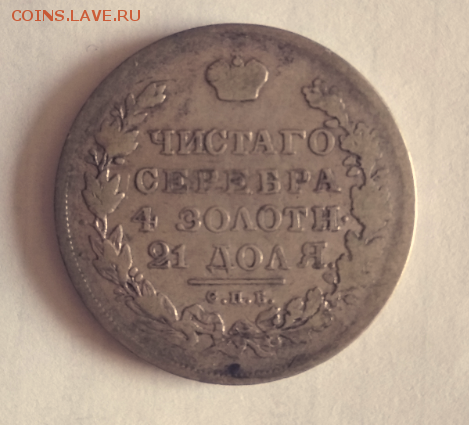 COINS.LAVE.RU
ЧИСТАГО
СЕРЕБРА
4 ЗОЛОТН.
21 ДОЛЯ.
С.П.Б.